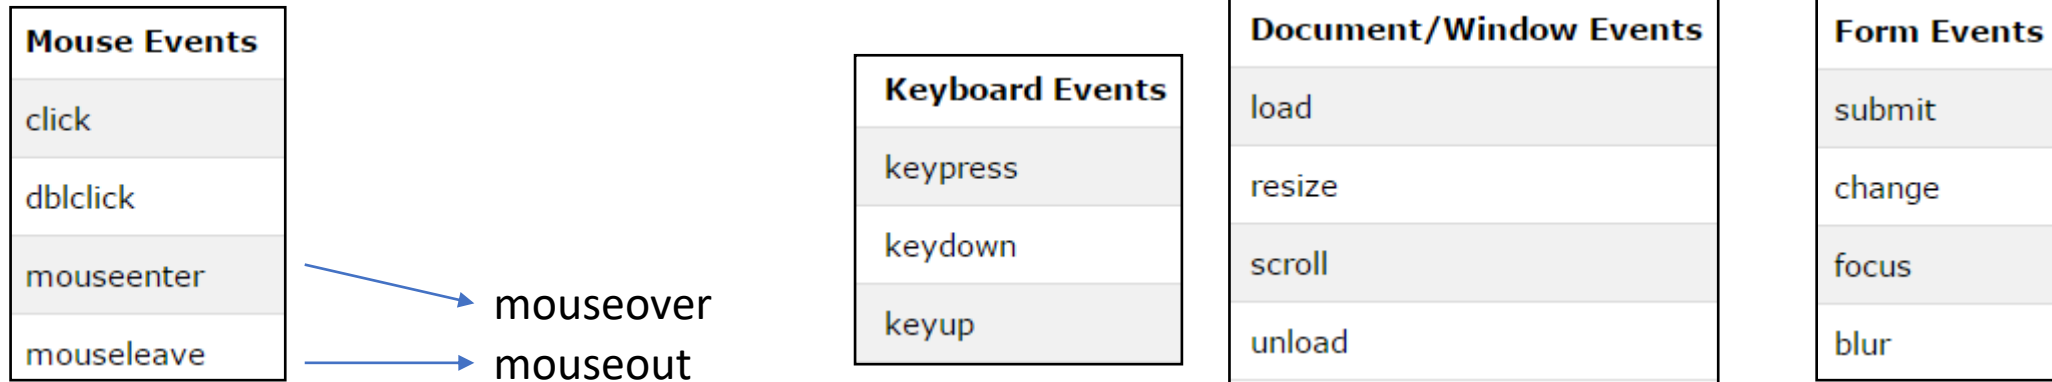 Mouse Events
click
dblclick
mouseenter
mouseleave
mouseover
mouseout
Keyboard Events
keypress
keydown
keyup
Document/Window Events
load
resize
scroll
unload
Form Events
submit
change
focus
blur